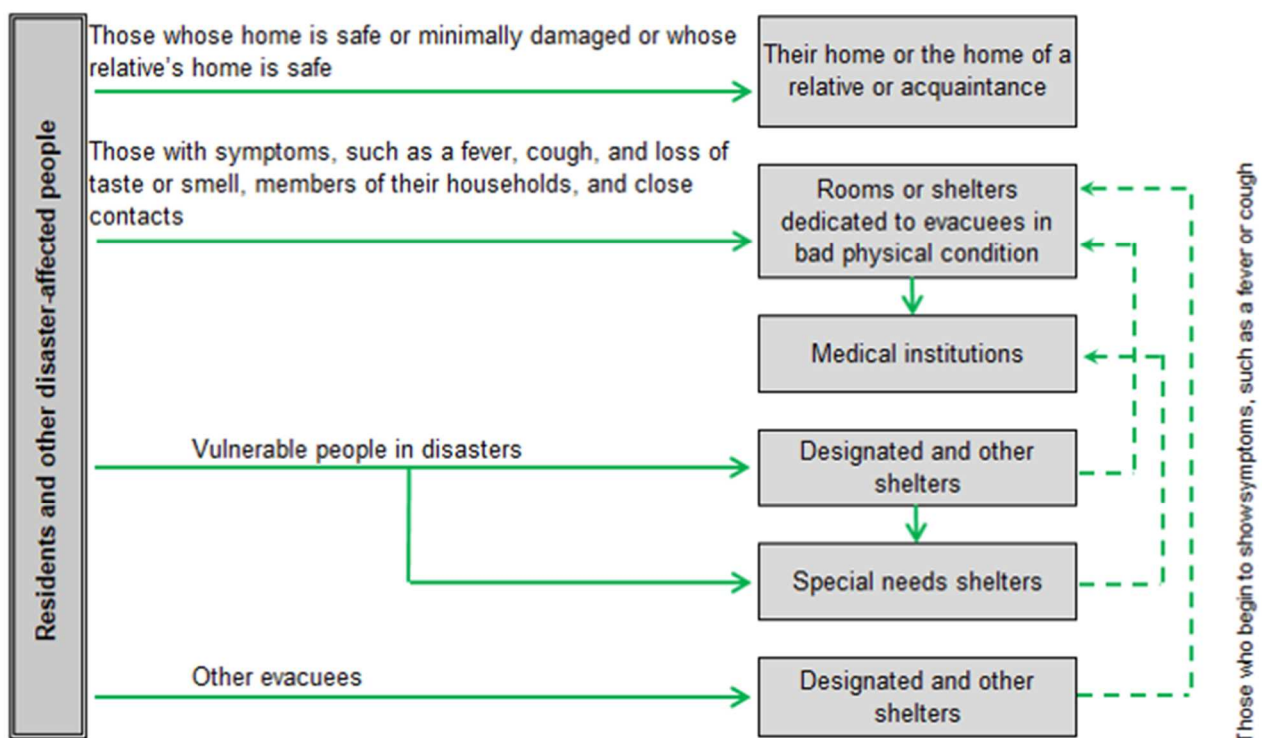 Residents and other disaster-affected people
Those whose home is safe or minimally damaged or whose
relative's home is safe
Their home or the home of a
relative or acquaintance
Those with symptoms, such as a fever, cough, and loss of
taste or smell, members of their households, and close
contacts
Rooms or shelters
dedicated to evacuees in
bad physical condition
Medical institutions
Vulnerable people in disasters
Designated and other
shelters
Special needs shelters
Other evacuees
Designated and other
shelters
Those who begin to show symptoms, such as a fever or cough